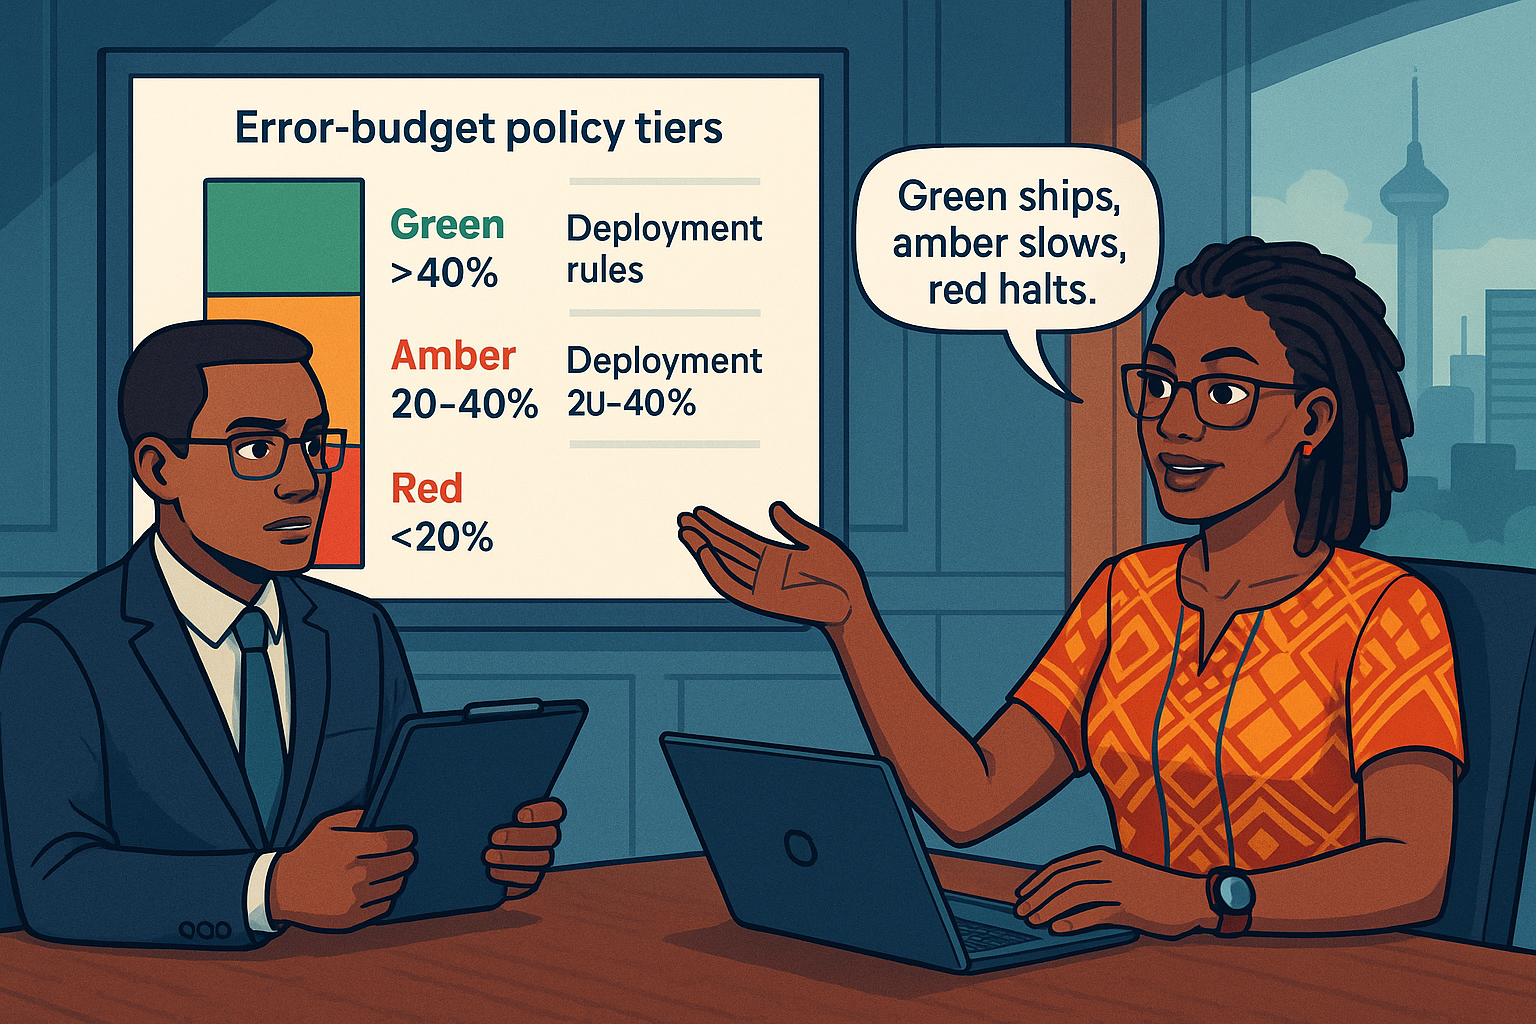 Error-budget policy tiers
Green
>40%
Deployment
rules
Amber
20-40%
Deployment
2U-40%
Red
<20%
Green ships,
amber slows,
red halts.